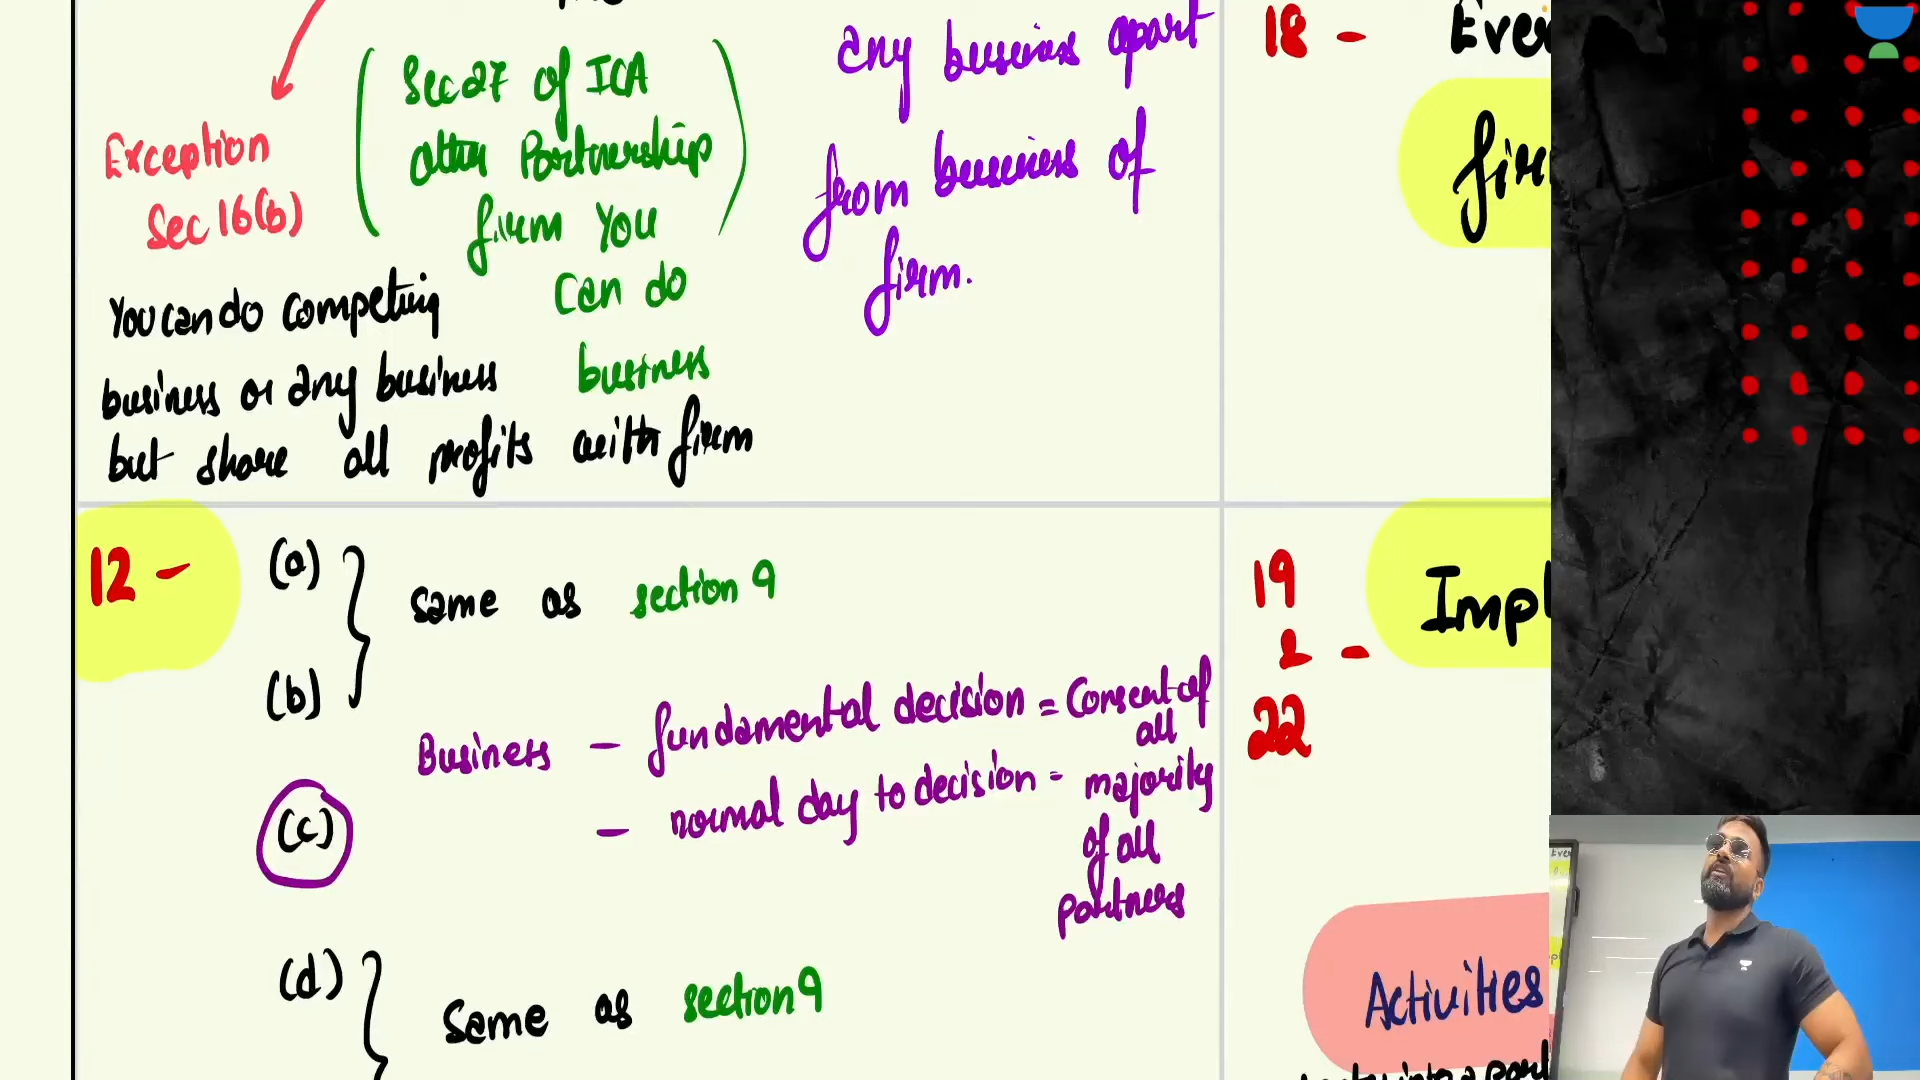 Exception
Sec 16(b)
(Sec 27 of ICA
Partnership
firm You
can do
business)
You can do competing
business or any business
but share all profits with firm
any business apart
from business of
firm.
18 -
firm
12 - (a)
(b)
same as section 9
(c) Business - fundamental decision = Consent of
all
- normal day to decision = majority
of all
partners
(d)
Same as section 9
19
2 -
22
Impl
Activities